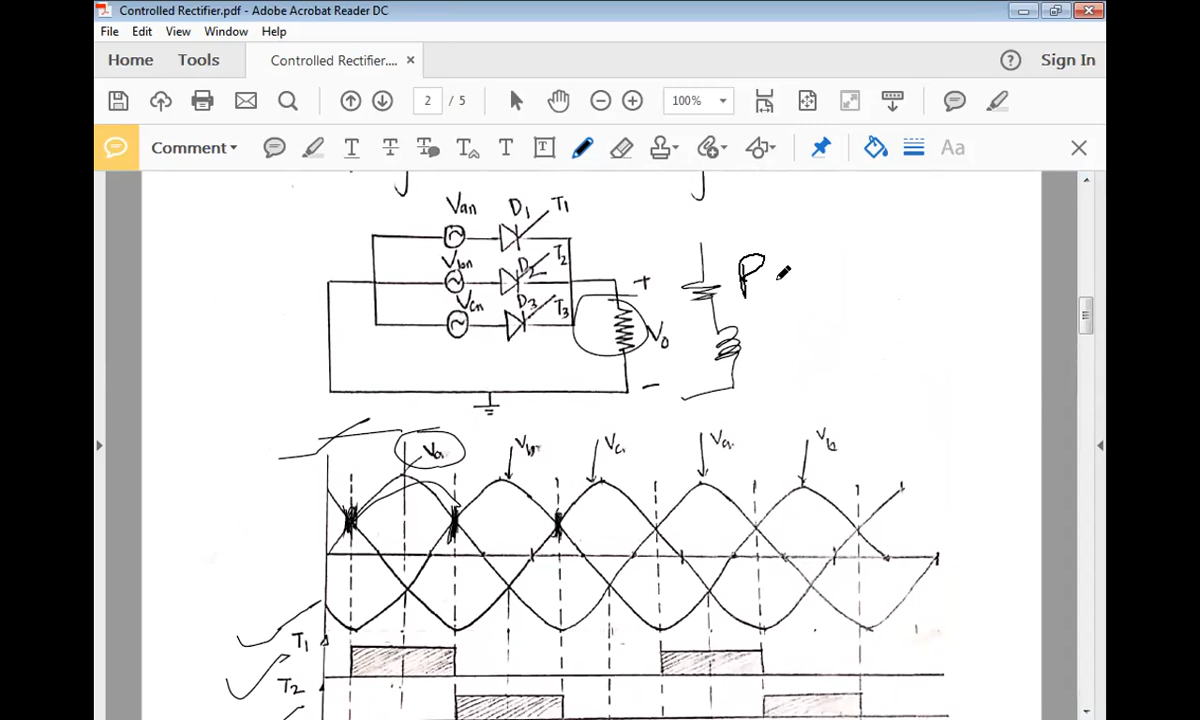 Controlled Rectifier.pdf - Adobe Acrobat Reader DC
File Edit View Window Help
Home Tools Controlled Rectifier.... × Sign In
2 / 5 100%
Comment T T T T T T Aa
Van D1 T1
Vbn D2 T2
Vcn D3 T3
+
V0
-
P
Va Vb Vc Va Vb
T1
T2